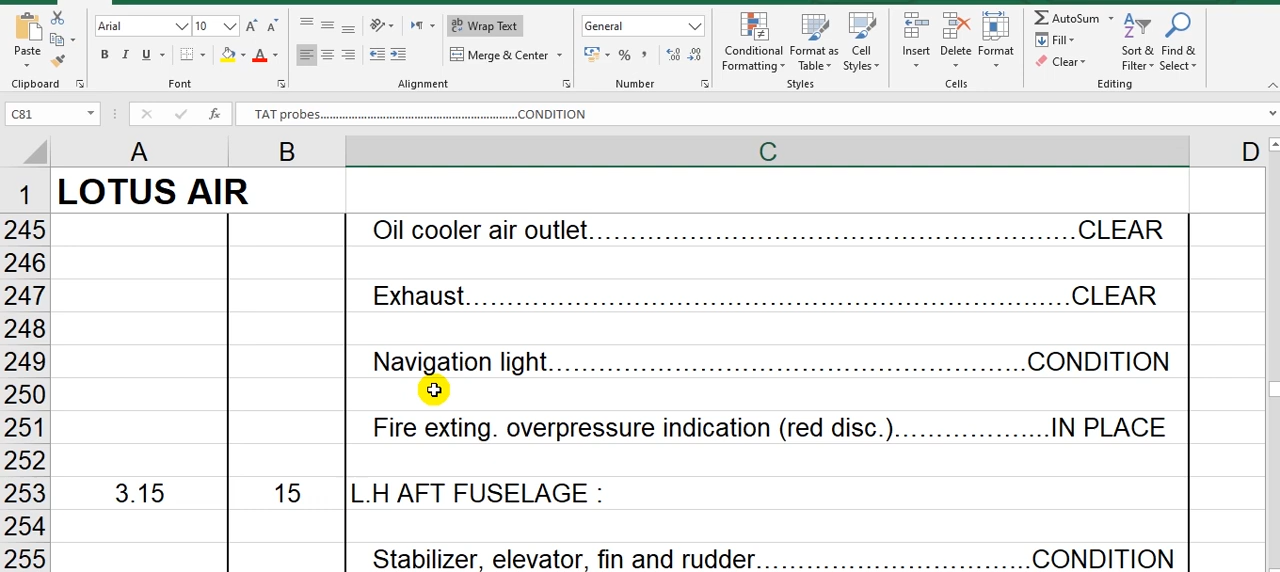 Paste
Clipboard
Arial 10
B I U
Font
ab Wrap Text
Merge & Center
Alignment
General
% ,
Number
Conditional Formatting
Format as Table
Cell Styles
Styles
Insert Delete Format
Cells
AutoSum
Fill
Clear
Sort & Filter
Find & Select
Editing
C81 fx TAT probes……………………………………………………CONDITION
A B C D
1 LOTUS AIR
245 Oil cooler air outlet……………………………………………………CLEAR
246
247 Exhaust…………………………………………………………………CLEAR
248
249 Navigation light……………………………………………………CONDITION
250
251 Fire exting. overpressure indication (red disc.)………………...IN PLACE
252
253 3.15 15 L.H AFT FUSELAGE :
254
255 Stabilizer, elevator, fin and rudder……………………………CONDITION